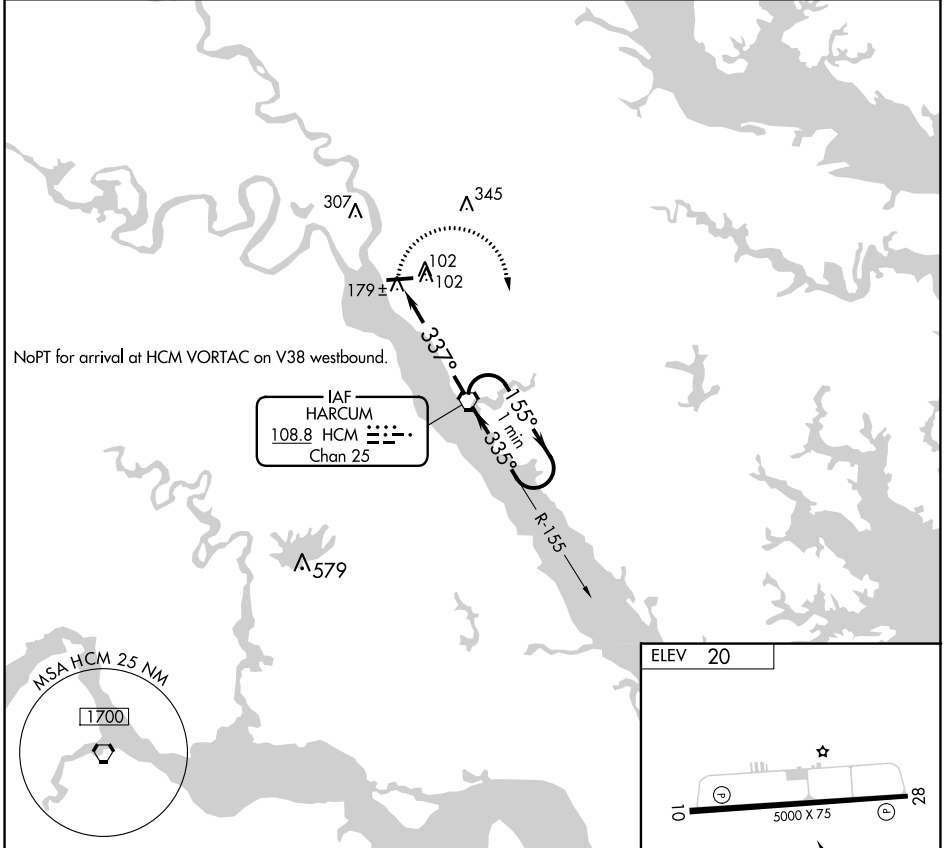 307
345
102
102
179±
337°
NoPT for arrival at HCM VORTAC on V38 westbound.
IAF
HARCUM
108.8 HCM
Chan 25
155°
1 min
335°
R-155
579
MSA HCM 25 NM
1700
ELEV 20
P
10
5000 X 75
28
P